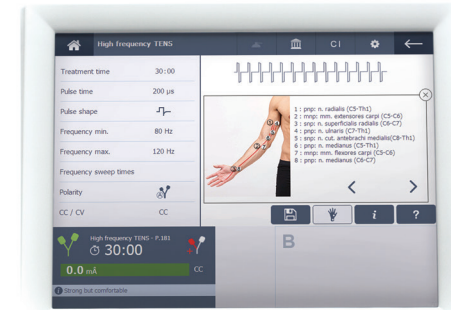 High frequency TENS
CI
Treatment time 30:00
Pulse time 200 µs
Pulse shape
Frequency min. 80 Hz
Frequency max. 120 Hz
Frequency sweep times
Polarity
CC / CV CC
1 : pnp: n. radialis (C5-Th1)
2 : mnp: mm. extensores carpi (C5-C6)
3 : snp: n. superficialis radialis (C6-C7)
4 : pnp: n. ulnaris (C7-Th1)
5 : snp: n. cut. antebrachi medialis(C8-Th1)
6 : pnp: n. medianus (C5-Th1)
7 : mnp: mm. flexores carpi (C5-C6)
8 : pnp: n. medianus (C6-C7)
i ?
High frequency TENS - P.181
30:00
0.0 mA CC
Strong but comfortable
B